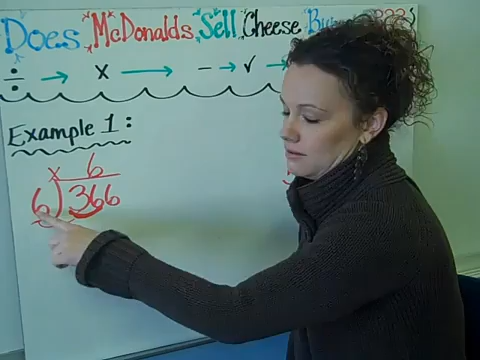 Does McDonalds Sell Cheese
÷ → x → - → ✓ →
Example 1:
x 6
6)366